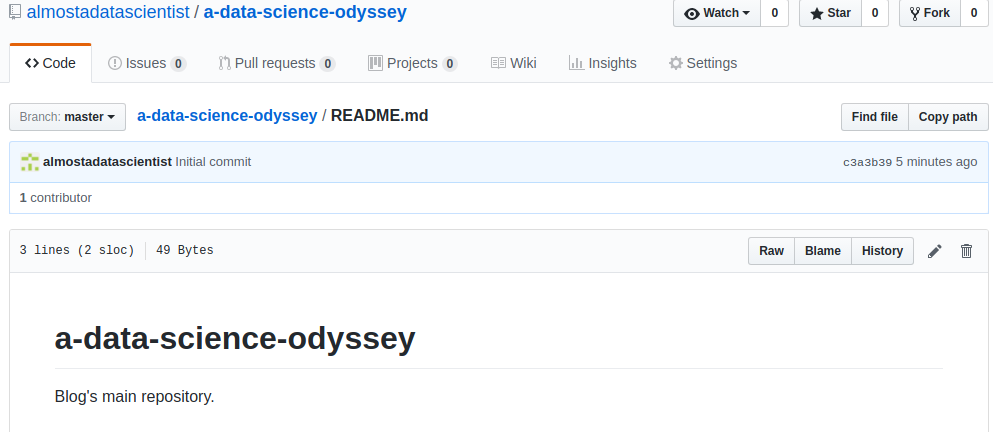 almostadatascientist / a-data-science-odyssey Watch 0 Star 0 Fork 0
Code Issues 0 Pull requests 0 Projects 0 Wiki Insights Settings
Branch: master a-data-science-odyssey / README.md Find file Copy path
almostadatascientist Initial commit c3a3b39 5 minutes ago
1 contributor
3 lines (2 sloc) 49 Bytes Raw Blame History
a-data-science-odyssey
Blog's main repository.